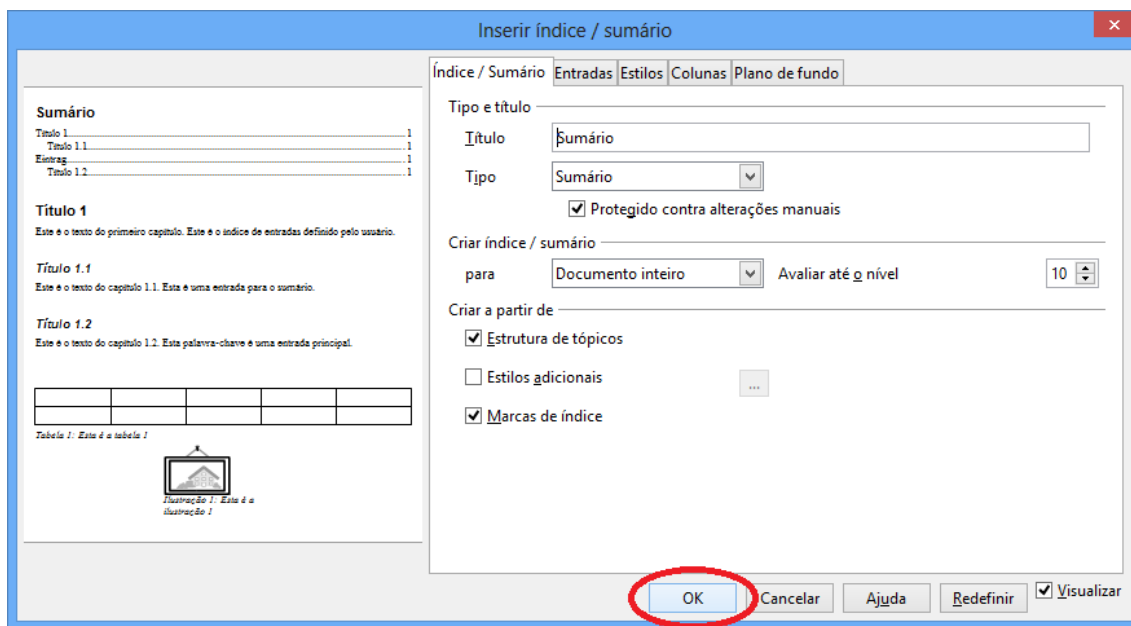 Inserir índice / sumário
Índice / Sumário Entradas Estilos Colunas Plano de fundo
Sumário
Título 1 1
Título 1.1 1
Eintrag 1
Título 1.2 1
Título 1
Este é o texto do primeiro capítulo. Este é o índice de entradas definido pelo usuário.
Título 1.1
Este é o texto do capítulo 1.1. Esta é uma entrada para o sumário.
Título 1.2
Este é o texto do capítulo 1.2. Esta palavra-chave é uma entrada principal.
Tabela 1: Esta é a tabela 1
Ilustração 1: Esta é a
ilustração 1
Tipo e título
Título Sumário
Tipo Sumário
Protegido contra alterações manuais
Criar índice / sumário
para Documento inteiro Avaliar até o nível 10
Criar a partir de
Estrutura de tópicos
Estilos adicionais ...
Marcas de índice
OK Cancelar Ajuda Redefinir Visualizar